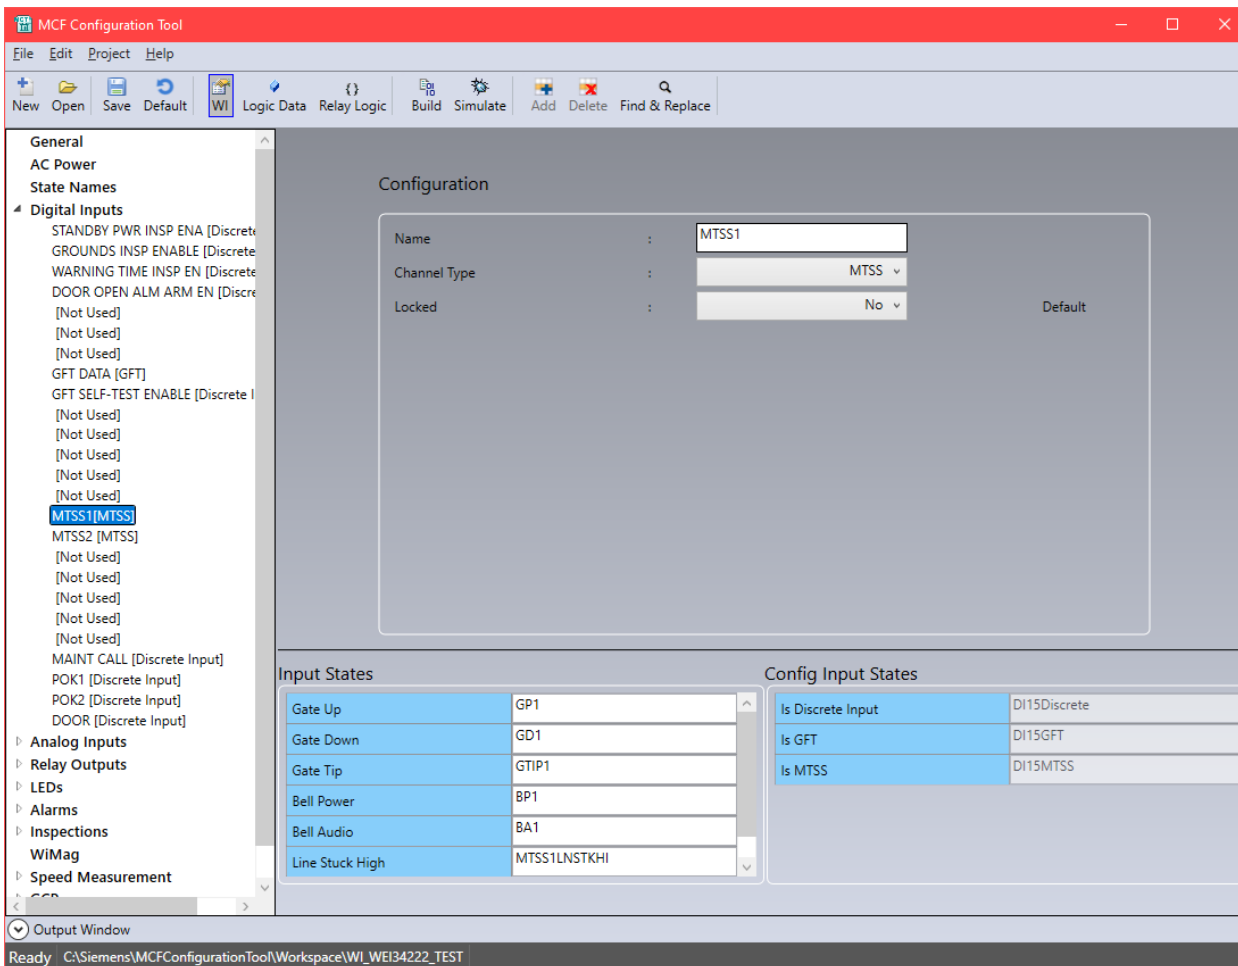 MCF Configuration Tool
File Edit Project Help
New Open Save Default WI Logic Data Relay Logic Build Simulate Add Delete Find & Replace
General
AC Power
State Names
Digital Inputs
STANDBY PWR INSP ENA [Discrete
GROUNDS INSP ENABLE [Discrete
WARNING TIME INSP EN [Discrete
DOOR OPEN ALM ARM EN [Discre
[Not Used]
[Not Used]
[Not Used]
GFT DATA [GFT]
GFT SELF-TEST ENABLE [Discrete I
[Not Used]
[Not Used]
[Not Used]
[Not Used]
[Not Used]
MTSS1[MTSS]
MTSS2 [MTSS]
[Not Used]
[Not Used]
[Not Used]
[Not Used]
[Not Used]
MAINT CALL [Discrete Input]
POK1 [Discrete Input]
POK2 [Discrete Input]
DOOR [Discrete Input]
Analog Inputs
Relay Outputs
LEDs
Alarms
Inspections
WiMag
Speed Measurement
Configuration
Name : MTSS1
Channel Type : MTSS
Locked : No Default
Input States
Gate Up GP1
Gate Down GD1
Gate Tip GTIP1
Bell Power BP1
Bell Audio BA1
Line Stuck High MTSS1LNSTKHI
Config Input States
Is Discrete Input DI15Discrete
Is GFT DI15GFT
Is MTSS DI15MTSS
Output Window
Ready C:\Siemens\MCFConfigurationTool\Workspace\WI_WEI34222_TEST